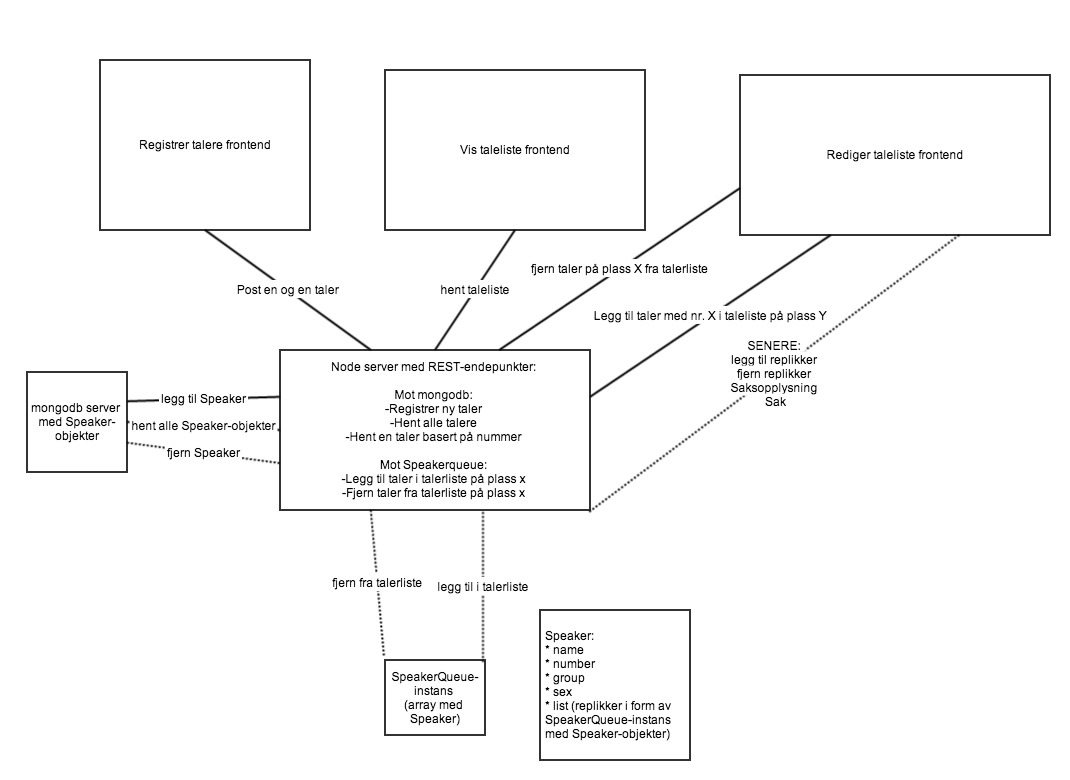 Registrer talere frontend
Vis taleliste frontend
Rediger taleliste frontend
fjern taler på plass X fra talerliste
Post en og en taler
hent taleliste
Legg til taler med nr. X i taleliste på plass Y
SENERE:
legg til replikker
fjern replikker
Saksopplysning
Sak
Node server med REST-endepunkter:
Mot mongodb:
-Registrer ny taler
-Hent alle talere
-Hent en taler basert på nummer
Mot Speakerqueue:
-Legg til taler i talerliste på plass x
-Fjern taler fra talerliste på plass x
mongodb server
med Speaker-
objekter
legg til Speaker
hent alle Speaker-objekter
fjern Speaker
fjern fra talerliste
legg til i talerliste
SpeakerQueue-
instans
(array med
Speaker)
Speaker:
* name
* number
* group
* sex
* list (replikker i form av
SpeakerQueue-instans
med Speaker-objekter)